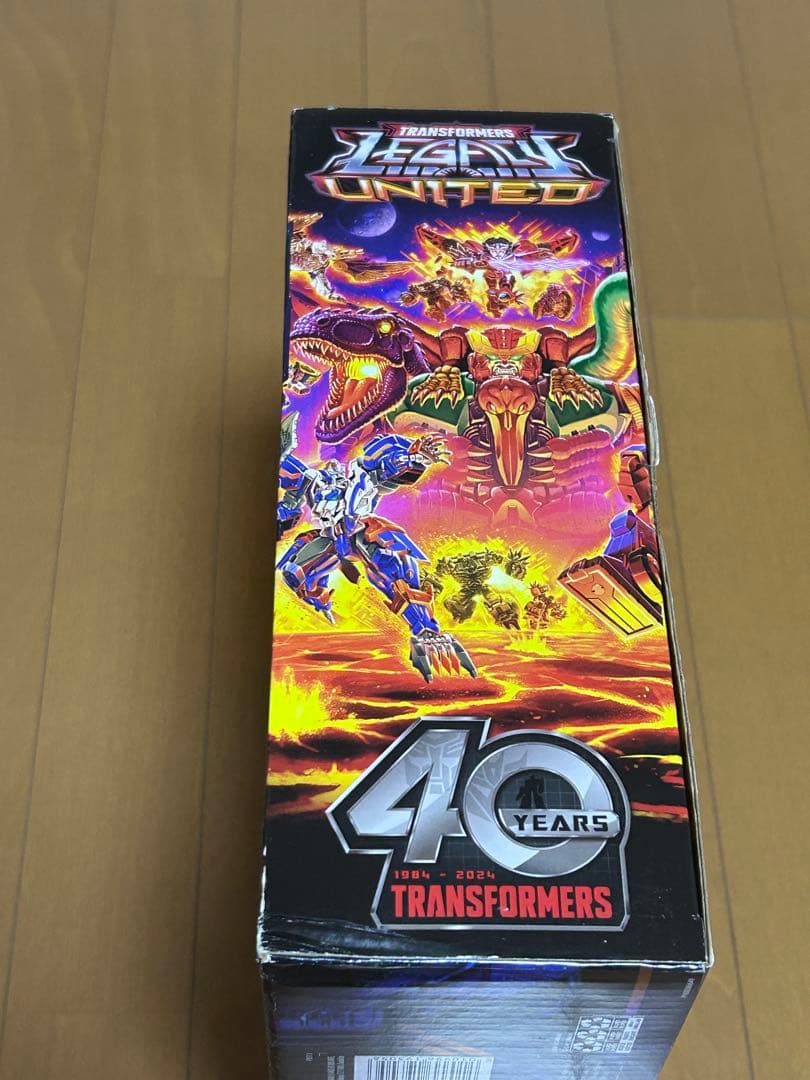 TRANSFORMERS
LEGACY
UNITED
40
YEARS
1984 - 2024
TRANSFORMERS